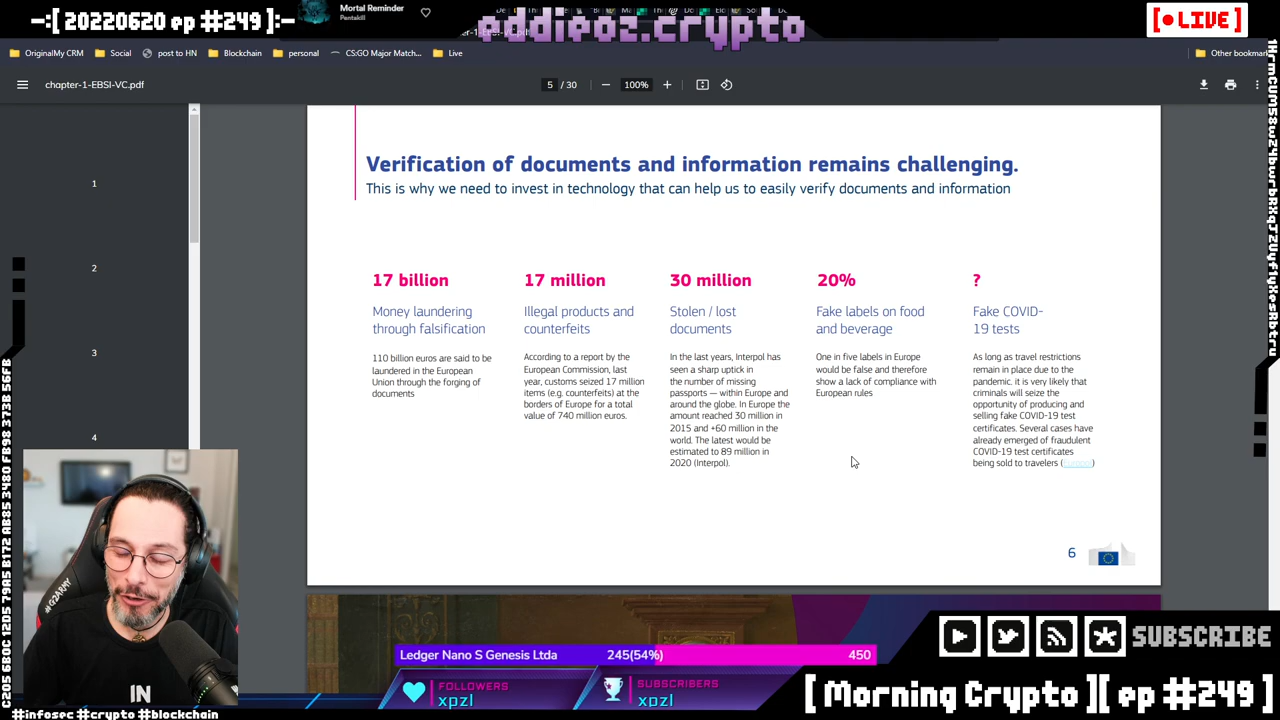 -:[ 20220620 ep #249 ]:-
Mortal Reminder
Pentakill
addieoz.crypto
[ LIVE ]
OriginalMy CRM
Social
post to HN
Blockchain
personal
CS:GO Major Match...
Live
Other bookmar
chapter-1-EBSI-VC.pdf
5 / 30
100%
1
2
3
4
Verification of documents and information remains challenging.
This is why we need to invest in technology that can help us to easily verify documents and information
17 billion
Money laundering
through falsification
110 billion euros are said to be
laundered in the European
Union through the forging of
documents
17 million
Illegal products and
counterfeits
According to a report by the
European Commission, last
year, customs seized 17 million
items (e.g. counterfeits) at the
borders of Europe for a total
value of 740 million euros.
30 million
Stolen / lost
documents
In the last years, Interpol has
seen a sharp uptick in
the number of missing
passports — within Europe and
around the globe. In Europe the
amount reached 30 million in
2015 and +60 million in the
world. The latest would be
estimated to 89 million in
2020 (Interpol).
20%
Fake labels on food
and beverage
One in five labels in Europe
would be false and therefore
show a lack of compliance with
European rules
?
Fake COVID-
19 tests
As long as travel restrictions
remain in place due to the
pandemic, it is very likely that
criminals will seize the
opportunity of producing and
selling fake COVID-19 test
certificates. Several cases have
already emerged of fraudulent
COVID-19 test certificates
being sold to travelers (Europol)
6
#G2ARMY
IN
Ledger Nano S Genesis Ltda 245(54%) 450
FOLLOWERS
xpzl
SUBSCRIBERS
xpzl
SUBSCRIBE
[ Morning Crypto ][ ep #249 ]
#infosec #crypto #blockchain